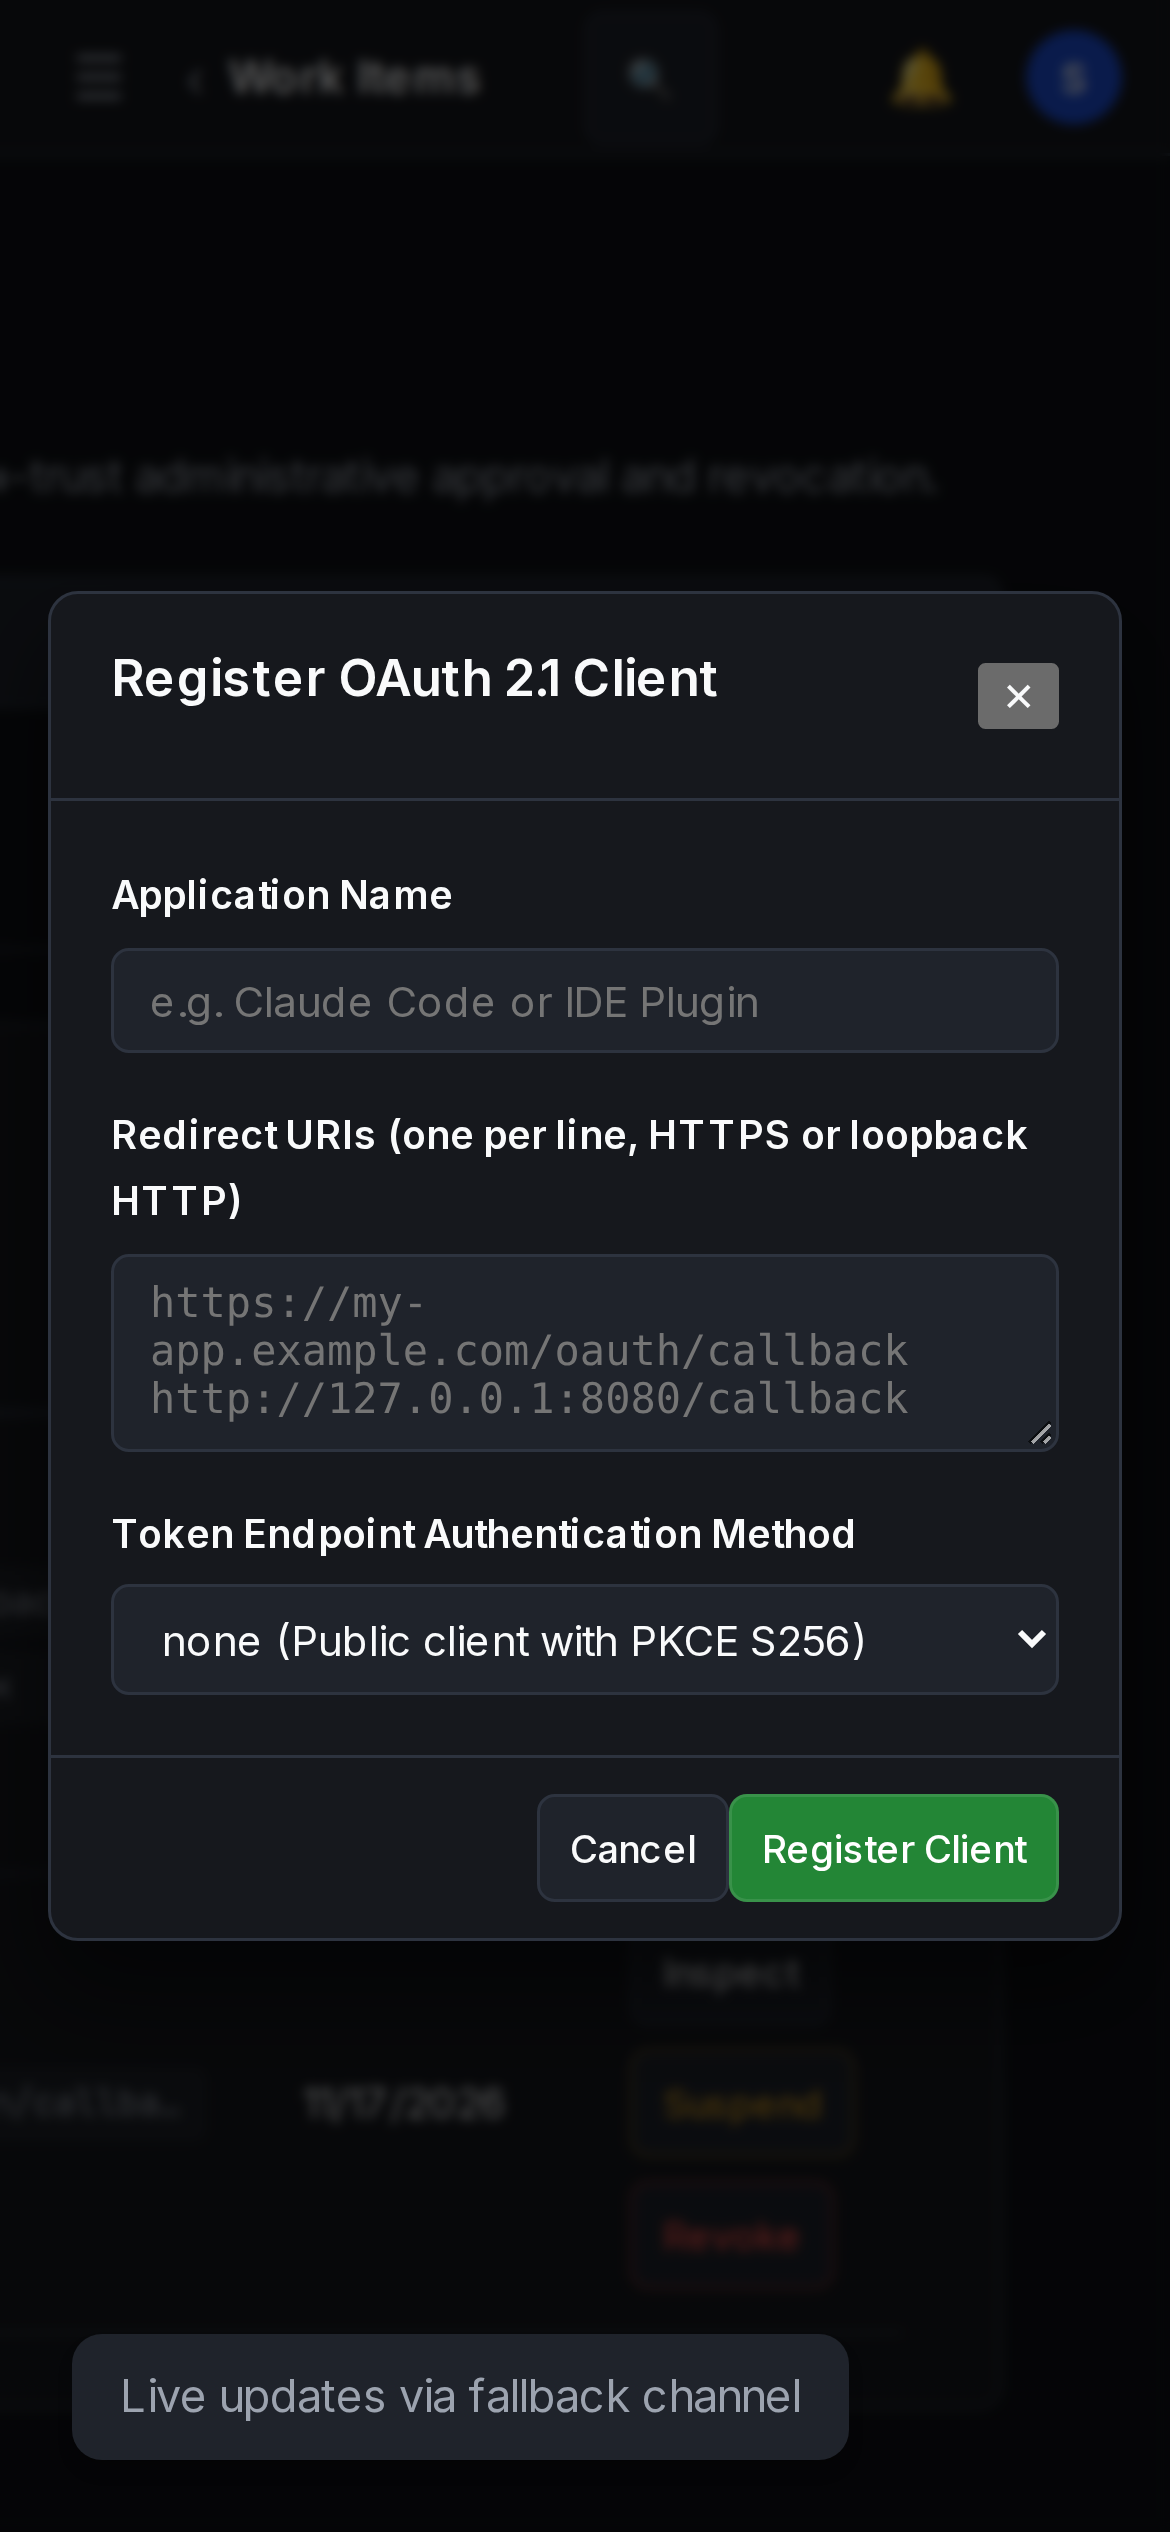 Work Items
S
-trust administrative approval and revocation.
Register OAuth 2.1 Client
Application Name
e.g. Claude Code or IDE Plugin
Redirect URIs (one per line, HTTPS or loopback
HTTP)
https://my-
app.example.com/oauth/callback
http://127.0.0.1:8080/callback
Token Endpoint Authentication Method
none (Public client with PKCE S256)
Cancel
Register Client
Inspect
/callba…
11/17/2026
Suspend
Revoke
Live updates via fallback channel